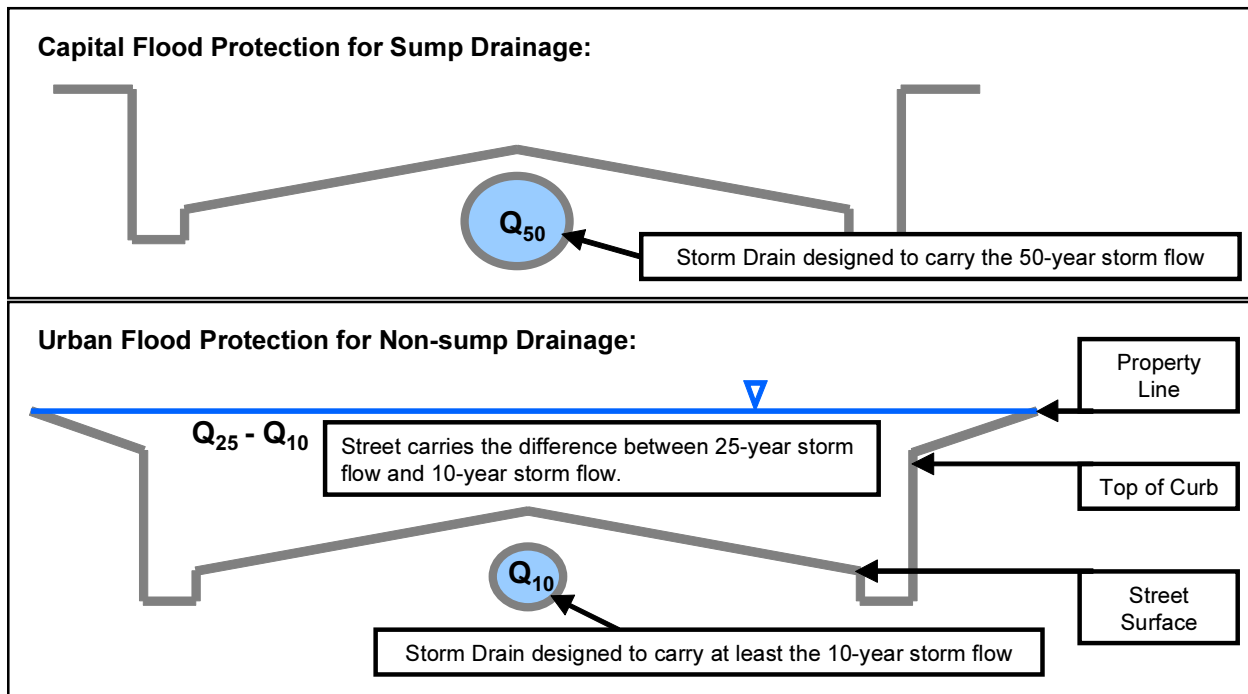 Capital Flood Protection for Sump Drainage:
Q50
Storm Drain designed to carry the 50-year storm flow
Urban Flood Protection for Non-sump Drainage:
Property
Line
Q25 - Q10
Street carries the difference between 25-year storm
flow and 10-year storm flow.
Top of Curb
Q10
Street
Surface
Storm Drain designed to carry at least the 10-year storm flow